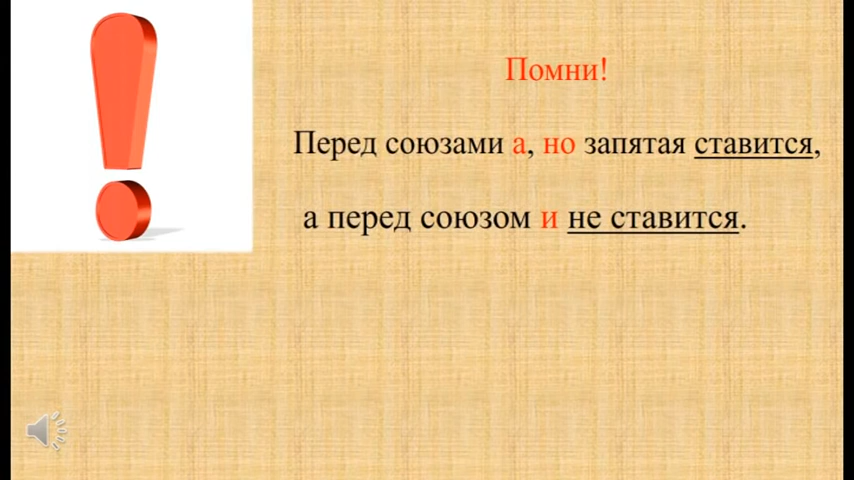 Помни!
Перед союзами а, но запятая ставится,
а перед союзом и не ставится.